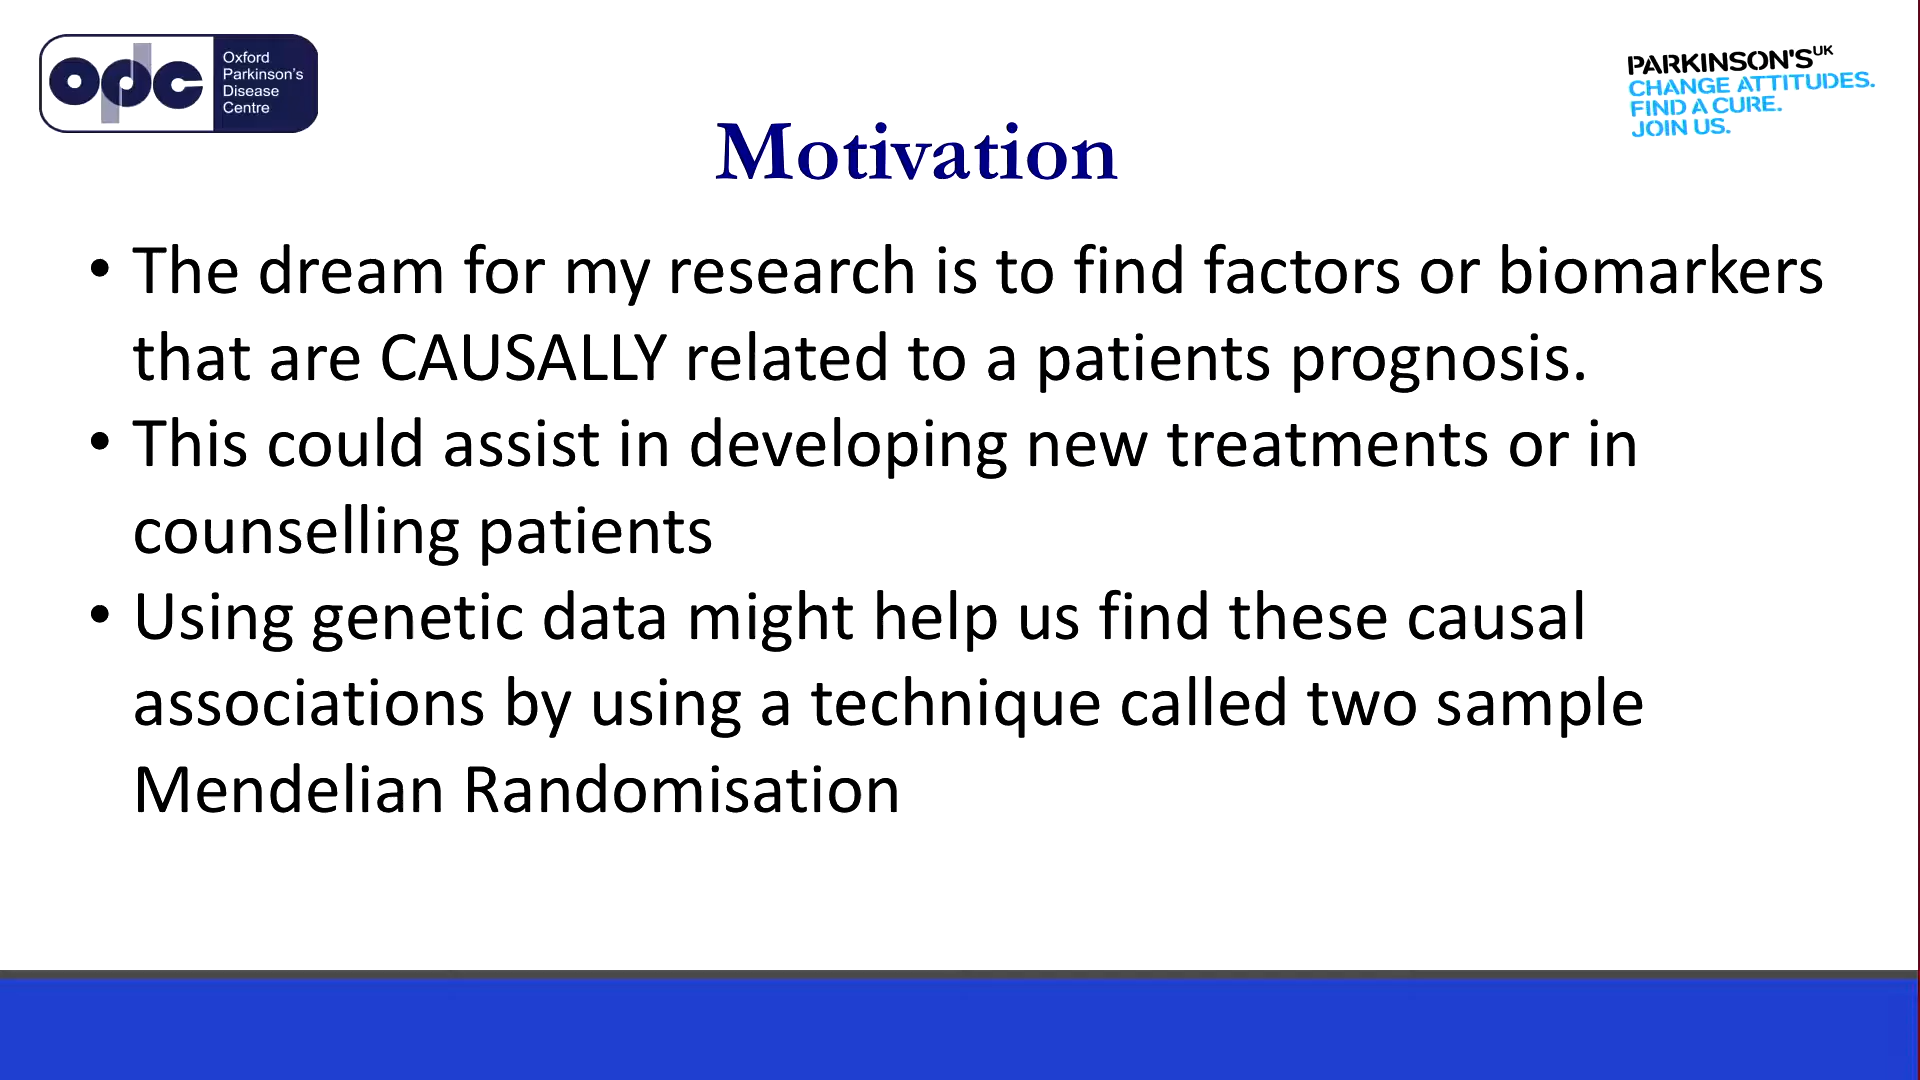 opdc
Oxford
Parkinson's
Disease
Centre
PARKINSON'SUK
CHANGE ATTITUDES.
FIND A CURE.
JOIN US.
Motivation
• The dream for my research is to find factors or biomarkers
that are CAUSALLY related to a patients prognosis.
• This could assist in developing new treatments or in
counselling patients
• Using genetic data might help us find these causal
associations by using a technique called two sample
Mendelian Randomisation